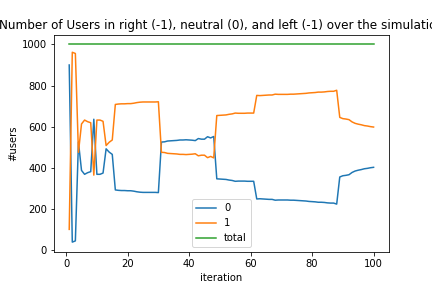 Number of Users in right (-1), neutral (0), and left (-1) over the simulatio
1000
800
600
400
200
0
#users
0
1
total
0 20 40 60 80 100
iteration